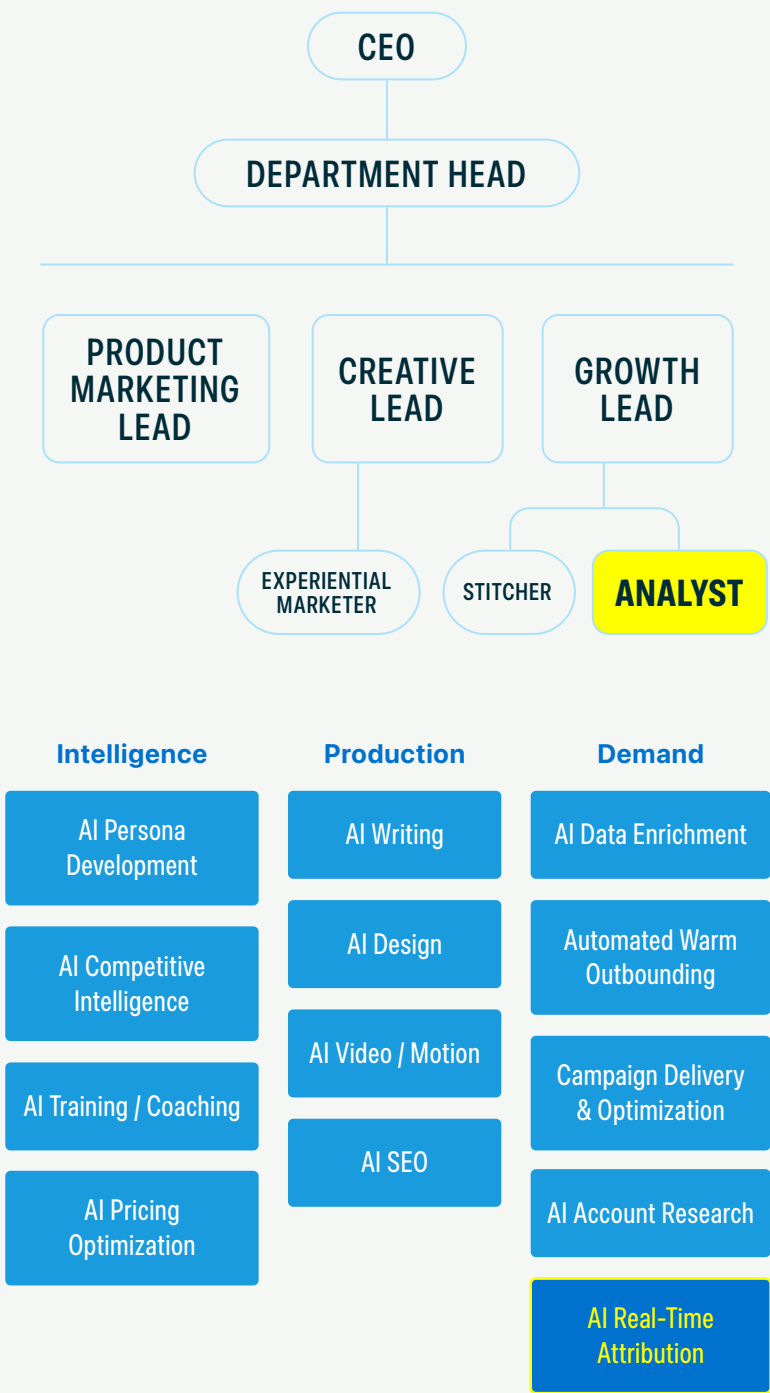 CEO
DEPARTMENT HEAD
PRODUCT
MARKETING
LEAD
CREATIVE
LEAD
GROWTH
LEAD
EXPERIENTIAL
MARKETER
STITCHER
ANALYST
Intelligence
AI Persona
Development
AI Competitive
Intelligence
AI Training / Coaching
AI Pricing
Optimization
Production
AI Writing
AI Design
AI Video / Motion
AI SEO
Demand
AI Data Enrichment
Automated Warm
Outbounding
Campaign Delivery
& Optimization
AI Account Research
AI Real-Time
Attribution